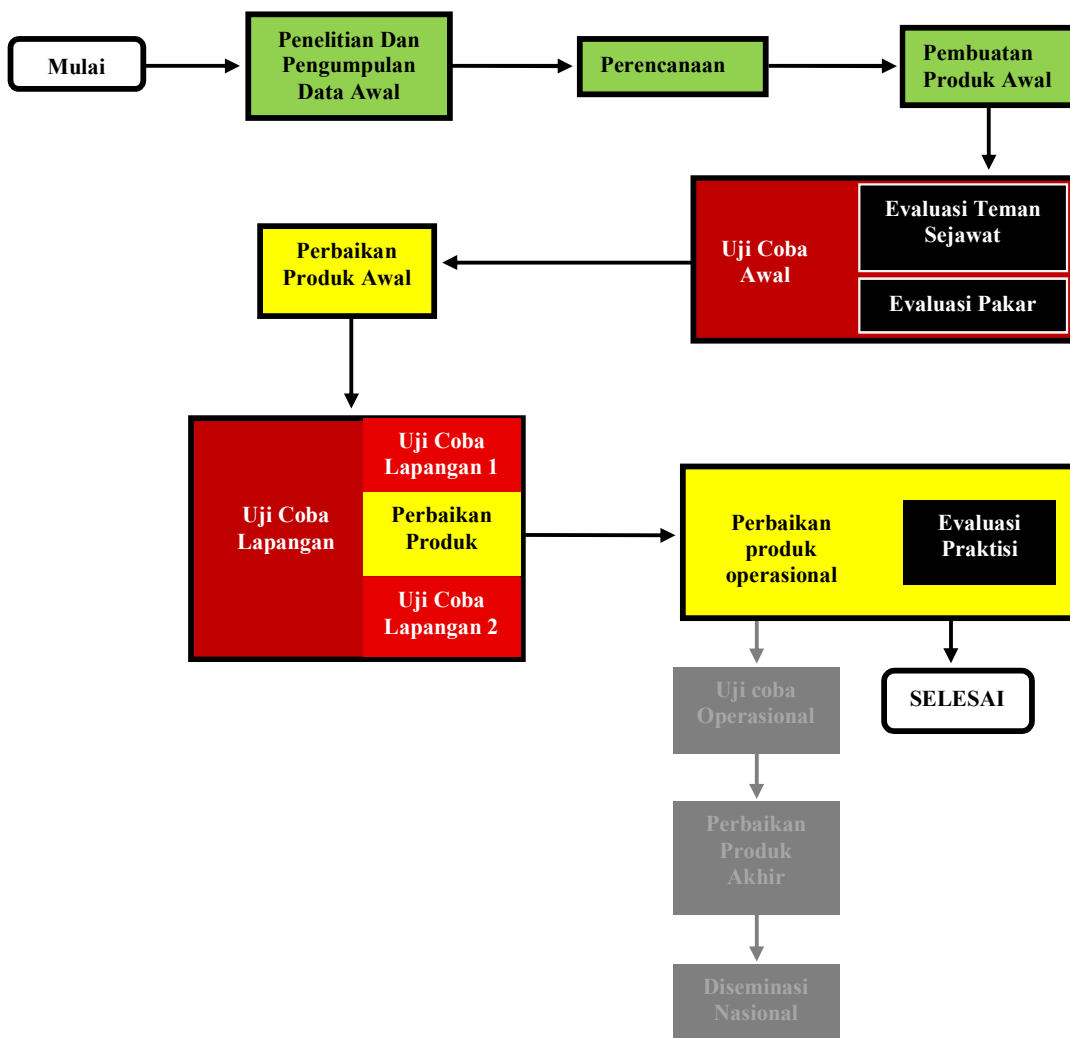 Mulai
Penelitian Dan
Pengumpulan
Data Awal
Perencanaan
Pembuatan
Produk Awal
Uji Coba
Awal
Evaluasi Teman
Sejawat
Evaluasi Pakar
Perbaikan
Produk Awal
Uji Coba
Lapangan
Uji Coba
Lapangan 1
Perbaikan
Produk
Uji Coba
Lapangan 2
Perbaikan
produk
operasional
Evaluasi
Praktisi
Uji coba
Operasional
SELESAI
Perbaikan
Produk
Akhir
Diseminasi
Nasional